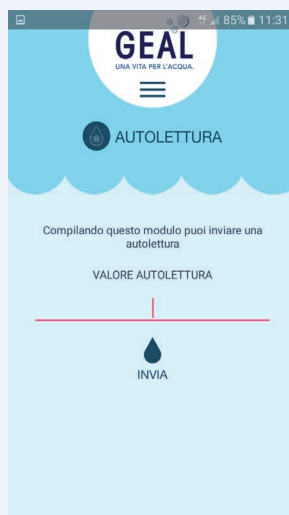 4G 85% 11:31
GEAL
UNA VITA PER L'ACQUA.
AUTOLETTURA
Compilando questo modulo puoi inviare una
autolettura
VALORE AUTOLETTURA
INVIA